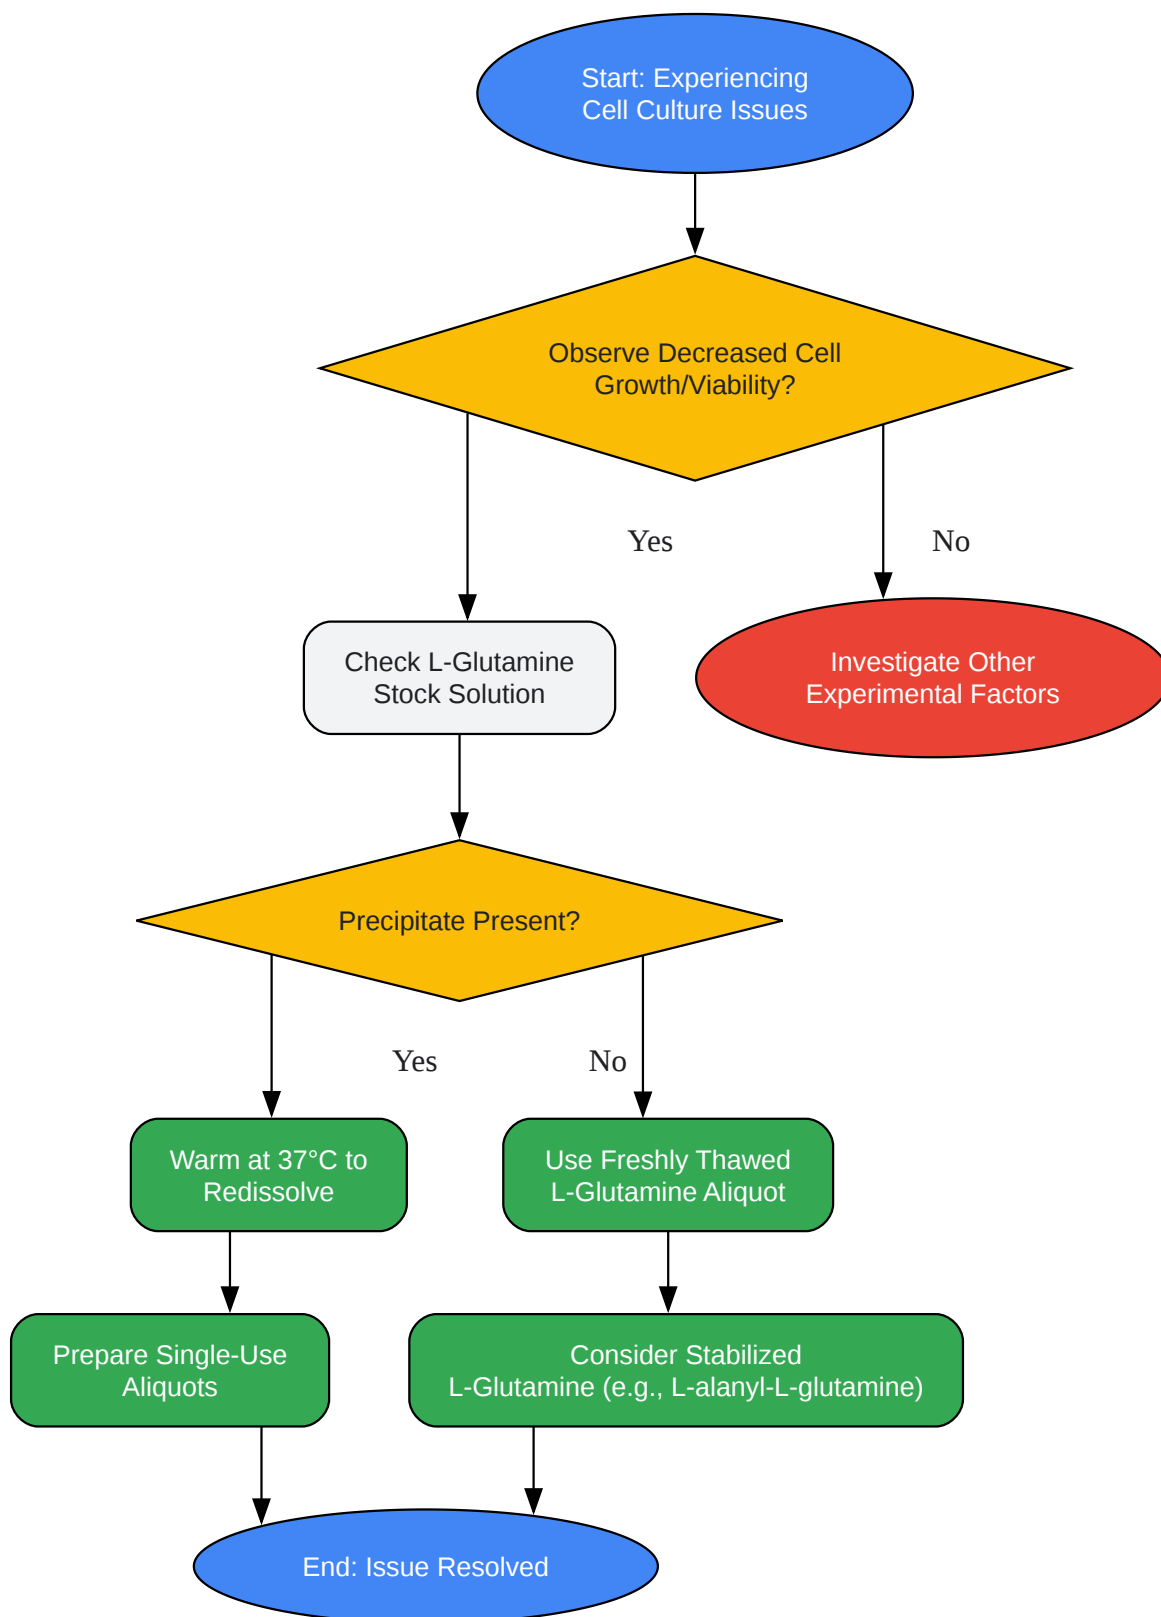 Start: Experiencing
Cell Culture Issues
Observe Decreased Cell
Growth/Viability?
Yes
No
Check L-Glutamine
Stock Solution
Investigate Other
Experimental Factors
Precipitate Present?
Yes
No
Warm at 37°C to
Redissolve
Use Freshly Thawed
L-Glutamine Aliquot
Prepare Single-Use
Aliquots
Consider Stabilized
L-Glutamine (e.g., L-alanyl-L-glutamine)
End: Issue Resolved